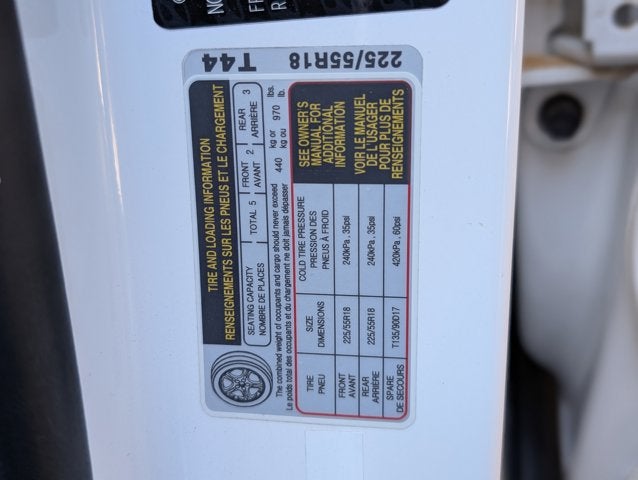 TIRE AND LOADING INFORMATION
RENSEIGNEMENTS SUR LES PNEUS ET LE CHARGEMENT
SEATING CAPACITY
NOMBRE DE PLACES
TOTAL 5
FRONT
AVANT
2
REAR
ARRIÈRE
3
The combined weight of occupants and cargo should never exceed 440 kg or 970 lbs.
Le poids total des occupants et du chargement ne doit jamais dépasser kg ou lb.
TIRE
PNEU
SIZE
DIMENSIONS
COLD TIRE PRESSURE
PRESSION DES
PNEUS À FROID
FRONT
AVANT
225/55R18
240kPa , 35psi
REAR
ARRIÈRE
225/55R18
240kPa , 35psi
SPARE
DE SECOURS
T135/90D17
420kPa , 60psi
SEE OWNER'S
MANUAL FOR
ADDITIONAL
INFORMATION
VOIR LE MANUEL
DE L'USAGER
POUR PLUS DE
RENSEIGNEMENTS
T44
225/55R18